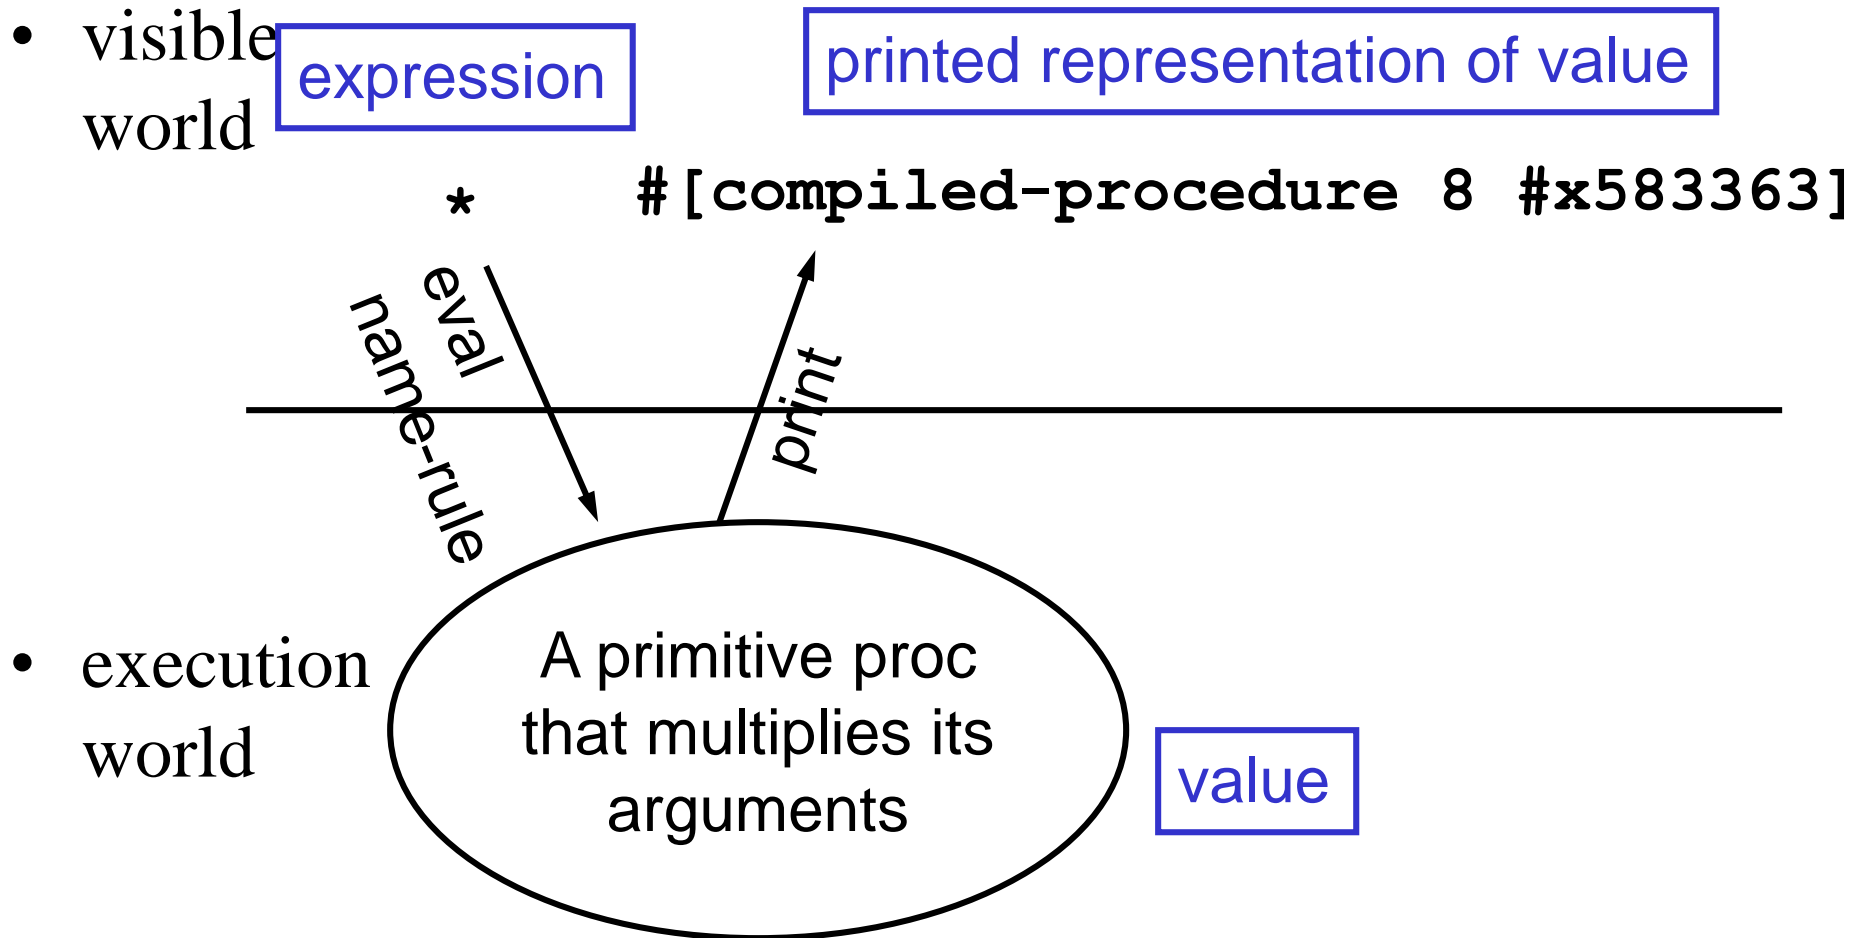 • visible
world
expression
printed representation of value
*
#[compiled-procedure 8 #x583363]
eval
name-rule
print
• execution
world
A primitive proc
that multiplies its
arguments
value